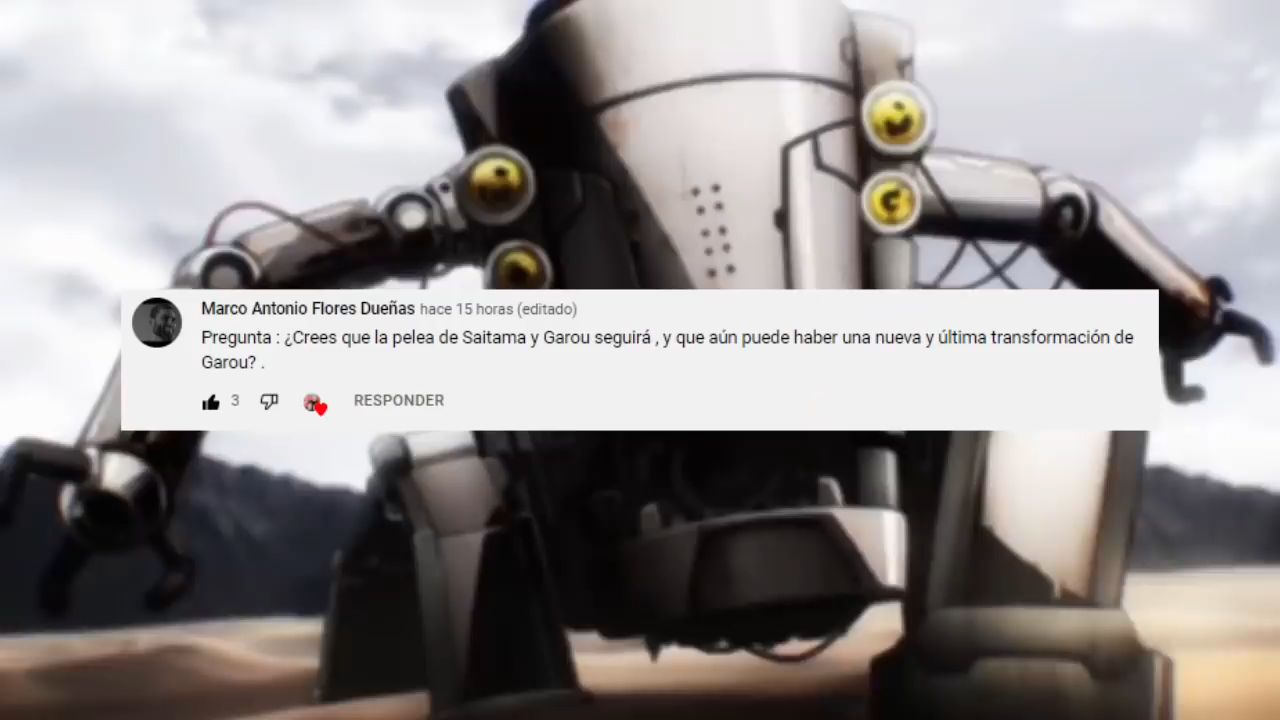 Marco Antonio Flores Dueñas hace 15 horas (editado)
Pregunta : ¿Crees que la pelea de Saitama y Garou seguirá , y que aún puede haber una nueva y última transformación de
Garou? .
3 RESPONDER